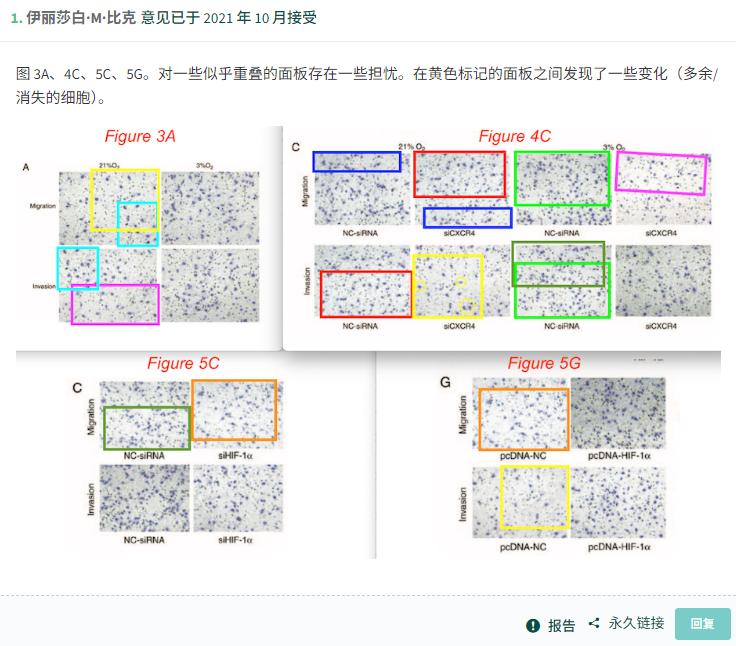 1. 伊丽莎白·M·比克 意见已于 2021 年 10 月接受
图 3A、4C、5C、5G。对一些似乎重叠的面板存在一些担忧。在黄色标记的面板之间发现了一些变化（多余/
消失的细胞）。
Figure 3A
A
21%O₂ 3%O₂
Migration
Invasion
Figure 4C
C
21% O₂ 3% O₂
Migration
NC-siRNA siCXCR4 NC-siRNA siCXCR4
Invasion
NC-siRNA siCXCR4 NC-siRNA siCXCR4
Figure 5C
C
Migration
NC-siRNA siHIF-1α
Invasion
NC-siRNA siHIF-1α
Figure 5G
G
Migration
pcDNA-NC pcDNA-HIF-1α
Invasion
pcDNA-NC pcDNA-HIF-1α
报告 永久链接 回复